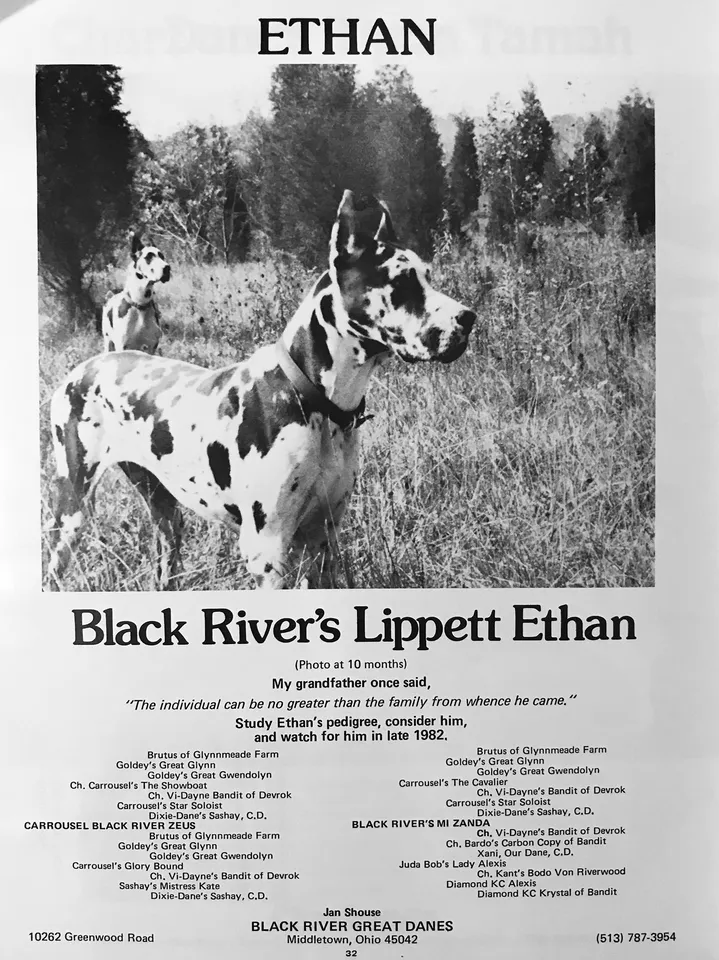 ETHAN
Black River's Lippett Ethan
(Photo at 10 months)
My grandfather once said,
"The individual can be no greater than the family from whence he came."
Study Ethan's pedigree, consider him,
and watch for him in late 1982.
Brutus of Glynnmeade Farm
Goldey's Great Glynn
Goldey's Great Gwendolyn
Ch. Carrousel's The Showboat
Ch. Vi-Dayne Bandit of Devrok
Carrousel's Star Soloist
Dixie-Dane's Sashay, C.D.
CARROUSEL BLACK RIVER ZEUS
Brutus of Glynnmeade Farm
Goldey's Great Glynn
Goldey's Great Gwendolyn
Carrousel's Glory Bound
Ch. Vi-Dayne's Bandit of Devrok
Sashay's Mistress Kate
Dixie-Dane's Sashay, C.D.
Brutus of Glynnmeade Farm
Goldey's Great Glynn
Goldey's Great Gwendolyn
Carrousel's The Cavalier
Ch. Vi-Dayne's Bandit of Devrok
Carrousel's Star Soloist
Dixie-Dane's Sashay, C.D.
BLACK RIVER'S MI ZANDA
Ch. Vi-Dayne's Bandit of Devrok
Ch. Bardo's Carbon Copy of Bandit
Xani, Our Dane, C.D.
Juda Bob's Lady Alexis
Ch. Kant's Bodo Von Riverwood
Diamond KC Alexis
Diamond KC Krystal of Bandit
Jan Shouse
BLACK RIVER GREAT DANES
10262 Greenwood Road
Middletown, Ohio 45042
(513) 787-3954
32